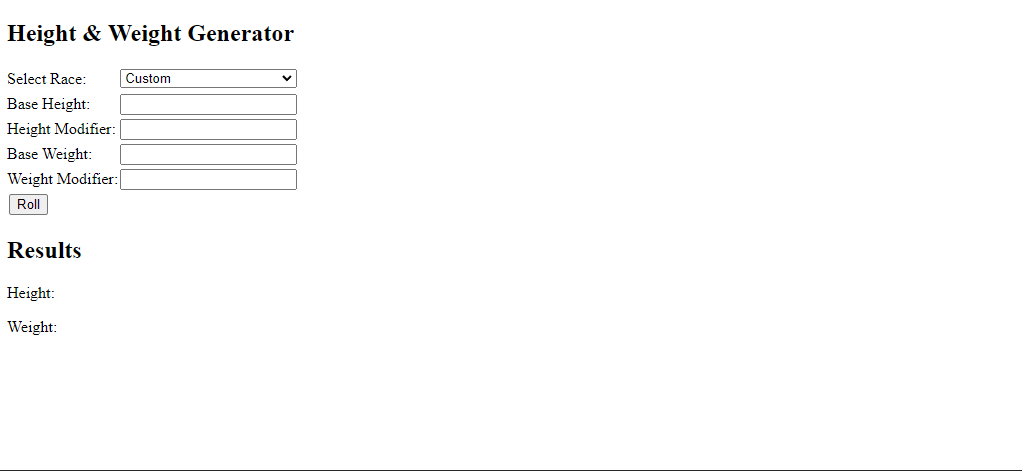 Height & Weight Generator
Select Race: Custom
Base Height:
Height Modifier:
Base Weight:
Weight Modifier:
Roll
Results
Height:
Weight: